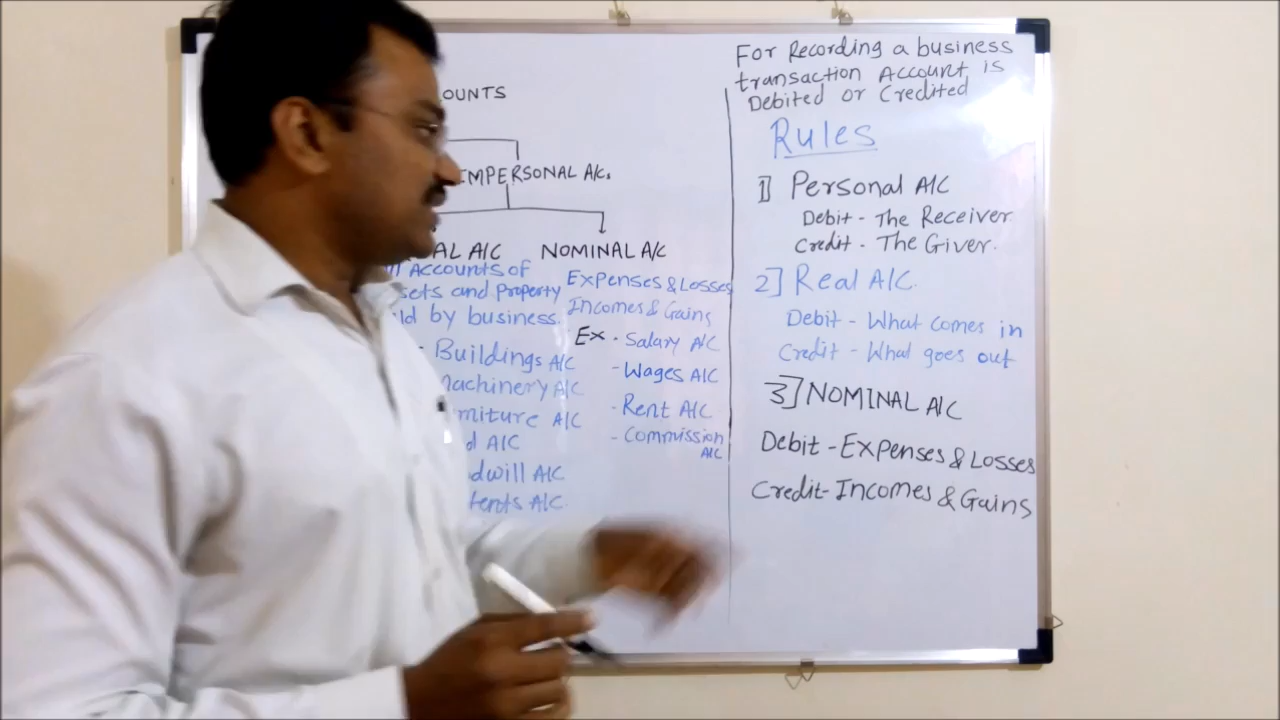 OUNTS
IMPERSONAL A/C.
AL A/C NOMINAL A/C
Accounts of
sets and Property
ld by business.
Buildings A/C
achinery A/C
rniture A/C
d A/C
dwill A/C
tents A/C.
Expenses & Losses
Incomes & Gains
Ex - Salary A/C
- Wages A/C
- Rent A/C
- Commission
A/C
For Recording a business
transaction Account is
Debited or Credited
Rules
1] Personal A/C
Debit - The Receiver
Credit - The Giver.
2] Real A/C.
Debit - What comes in
Credit - What goes out
3] NOMINAL A/C
Debit - Expenses & Losses
Credit - Incomes & Gains